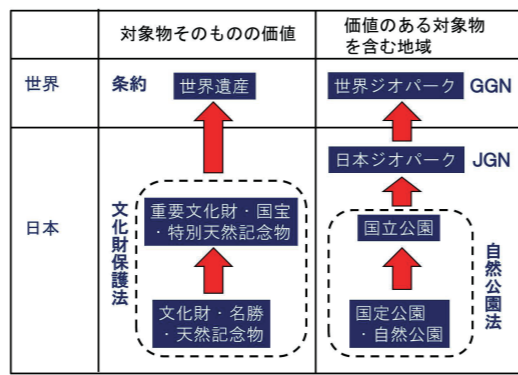 対象物そのものの価値
価値のある対象物
を含む地域
世界
条約
世界遺産
世界ジオパーク
GGN
日本ジオパーク
JGN
日本
文化財保護法
重要文化財・国宝
・特別天然記念物
文化財・名勝
・天然記念物
国立公園
国定公園
・自然公園
自然公園法